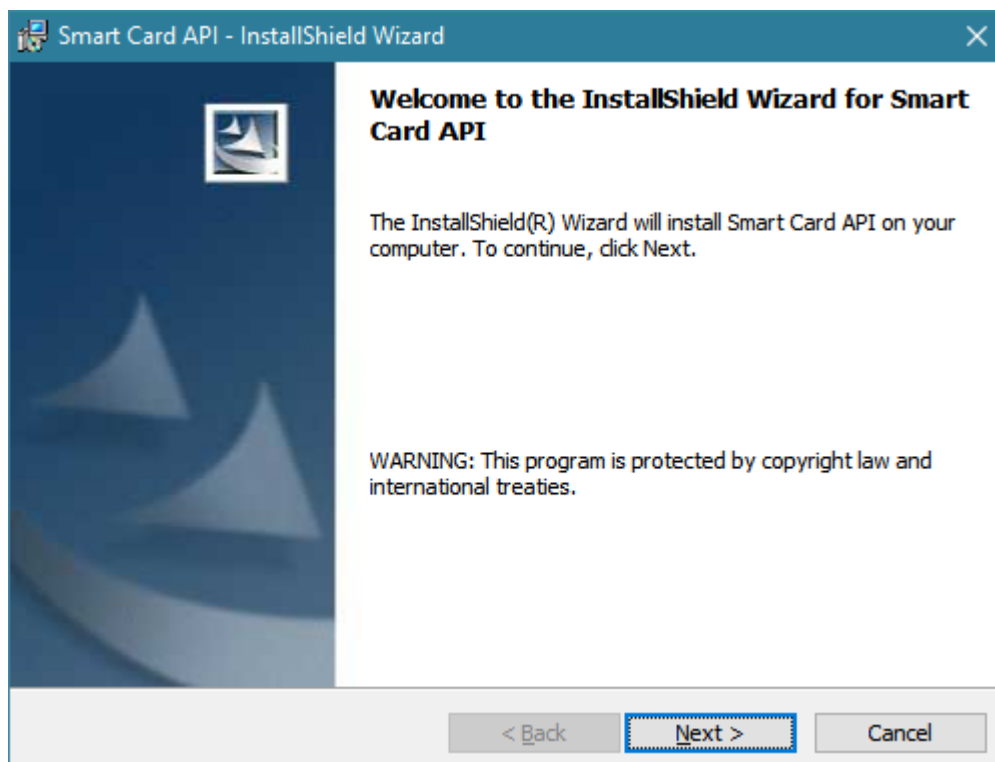 Smart Card API - InstallShield Wizard
Welcome to the InstallShield Wizard for Smart
Card API
The InstallShield(R) Wizard will install Smart Card API on your
computer. To continue, click Next.
WARNING: This program is protected by copyright law and
international treaties.
< Back
Next >
Cancel